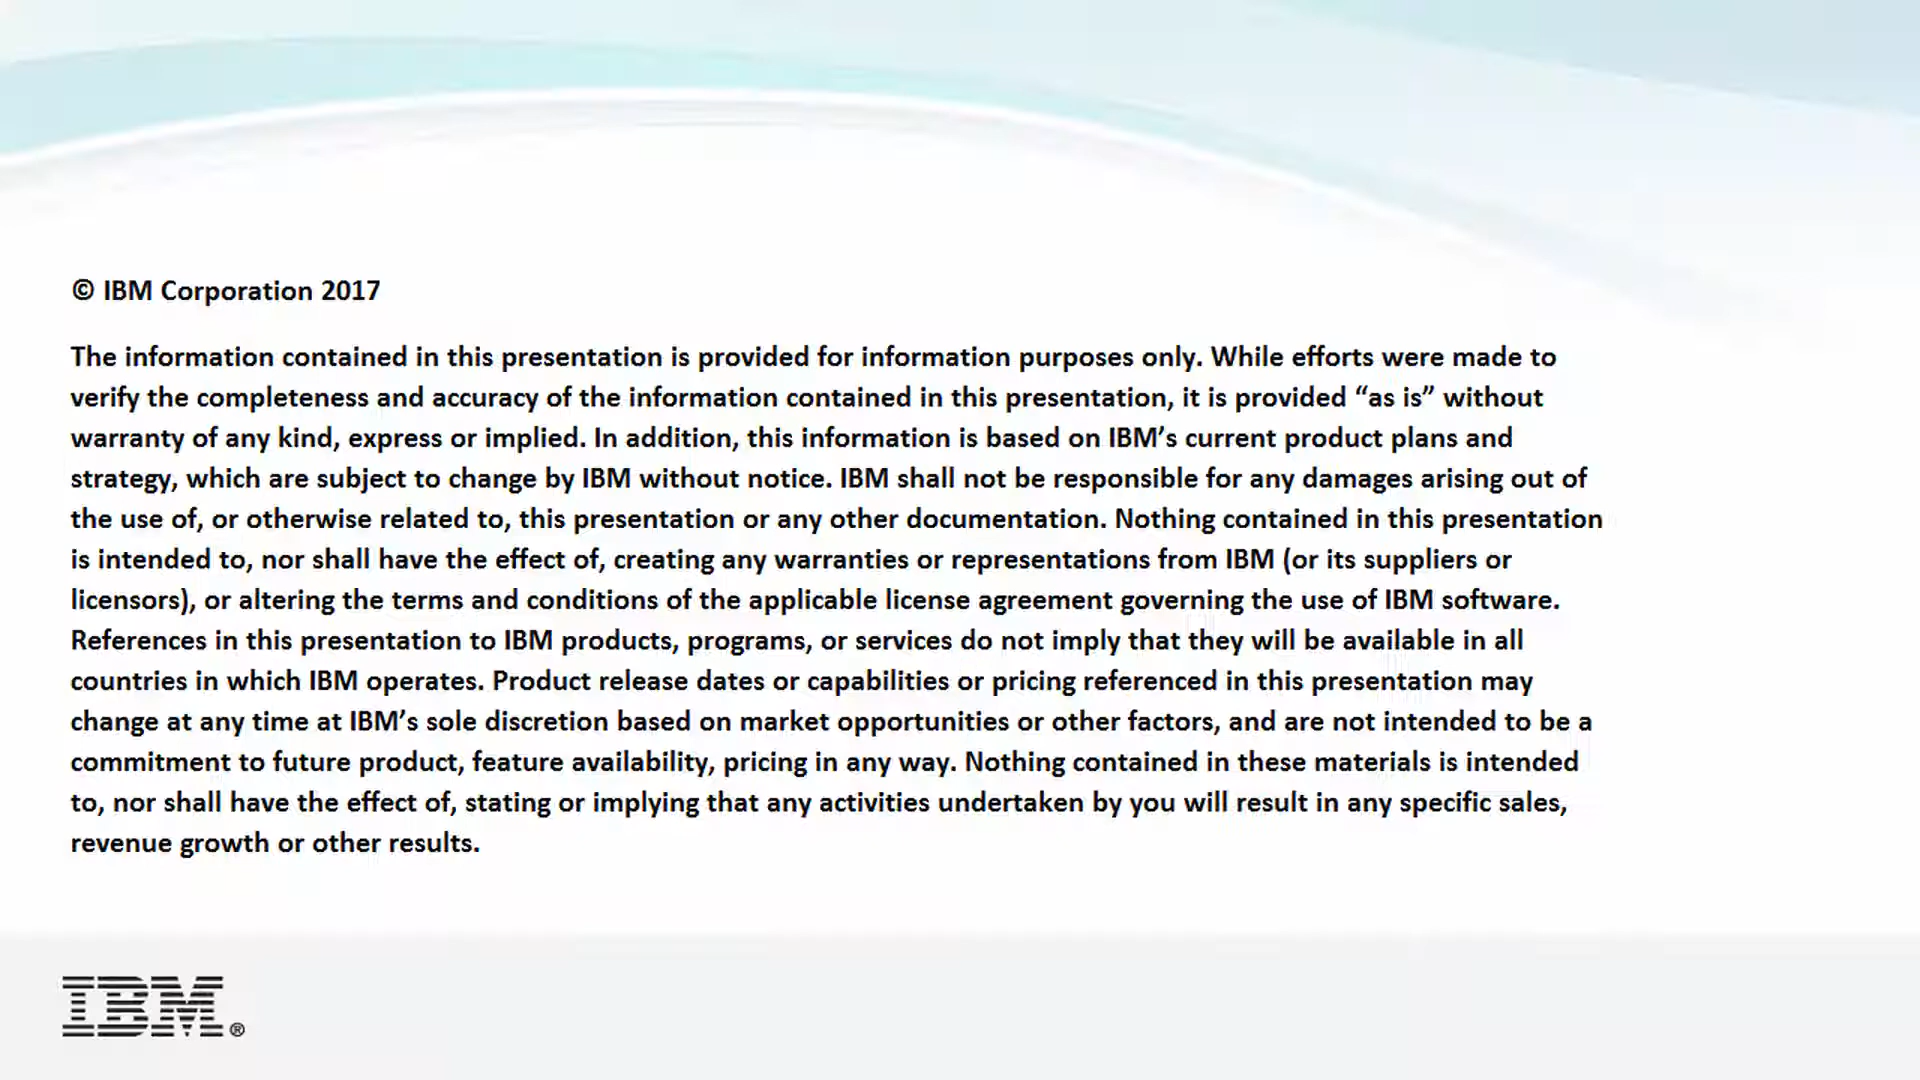 © IBM Corporation 2017
The information contained in this presentation is provided for information purposes only. While efforts were made to
verify the completeness and accuracy of the information contained in this presentation, it is provided “as is” without
warranty of any kind, express or implied. In addition, this information is based on IBM’s current product plans and
strategy, which are subject to change by IBM without notice. IBM shall not be responsible for any damages arising out of
the use of, or otherwise related to, this presentation or any other documentation. Nothing contained in this presentation
is intended to, nor shall have the effect of, creating any warranties or representations from IBM (or its suppliers or
licensors), or altering the terms and conditions of the applicable license agreement governing the use of IBM software.
References in this presentation to IBM products, programs, or services do not imply that they will be available in all
countries in which IBM operates. Product release dates or capabilities or pricing referenced in this presentation may
change at any time at IBM’s sole discretion based on market opportunities or other factors, and are not intended to be a
commitment to future product, feature availability, pricing in any way. Nothing contained in these materials is intended
to, nor shall have the effect of, stating or implying that any activities undertaken by you will result in any specific sales,
revenue growth or other results.
IBM®